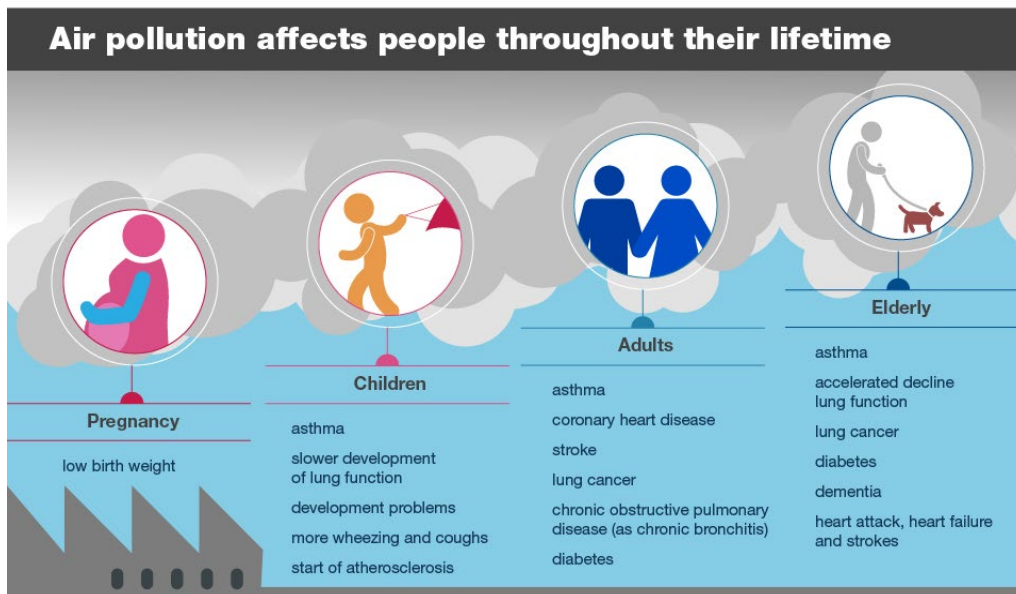 Air pollution affects people throughout their lifetime
Pregnancy
low birth weight
Children
asthma
slower development
of lung function
development problems
more wheezing and coughs
start of atherosclerosis
Adults
asthma
coronary heart disease
stroke
lung cancer
chronic obstructive pulmonary
disease (as chronic bronchitis)
diabetes
Elderly
asthma
accelerated decline
lung function
lung cancer
diabetes
dementia
heart attack, heart failure
and strokes